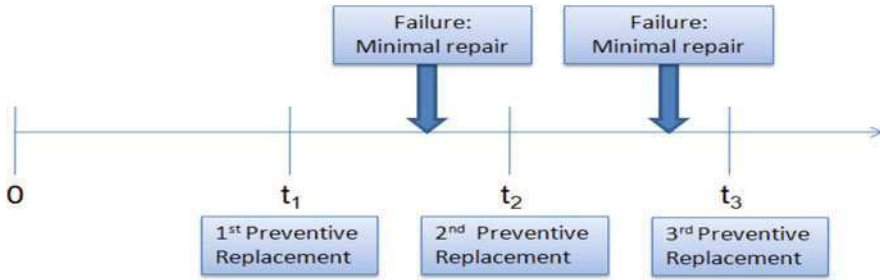 Failure:
Minimal repair
Failure:
Minimal repair
0
t₁
t₂
t₃
1st Preventive
Replacement
2nd Preventive
Replacement
3rd Preventive
Replacement